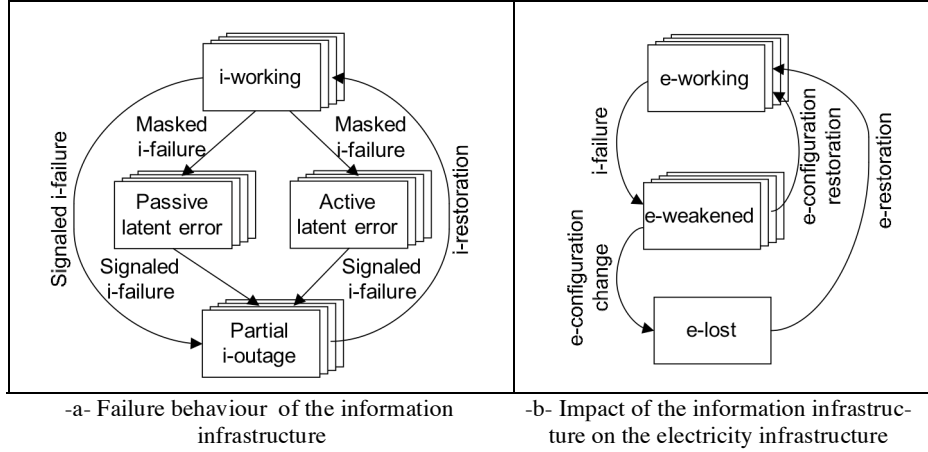 i-working
Masked
i-failure
Masked
i-failure
Signaled i-failure
i-restoration
Passive
latent error
Active
latent error
Signaled
i-failure
Signaled
i-failure
Partial
i-outage
-a- Failure behaviour of the information
infrastructure
e-working
i-failure
e-configuration
restoration
e-restoration
e-weakened
e-configuration
change
e-lost
-b- Impact of the information infrastruc-
ture on the electricity infrastructure